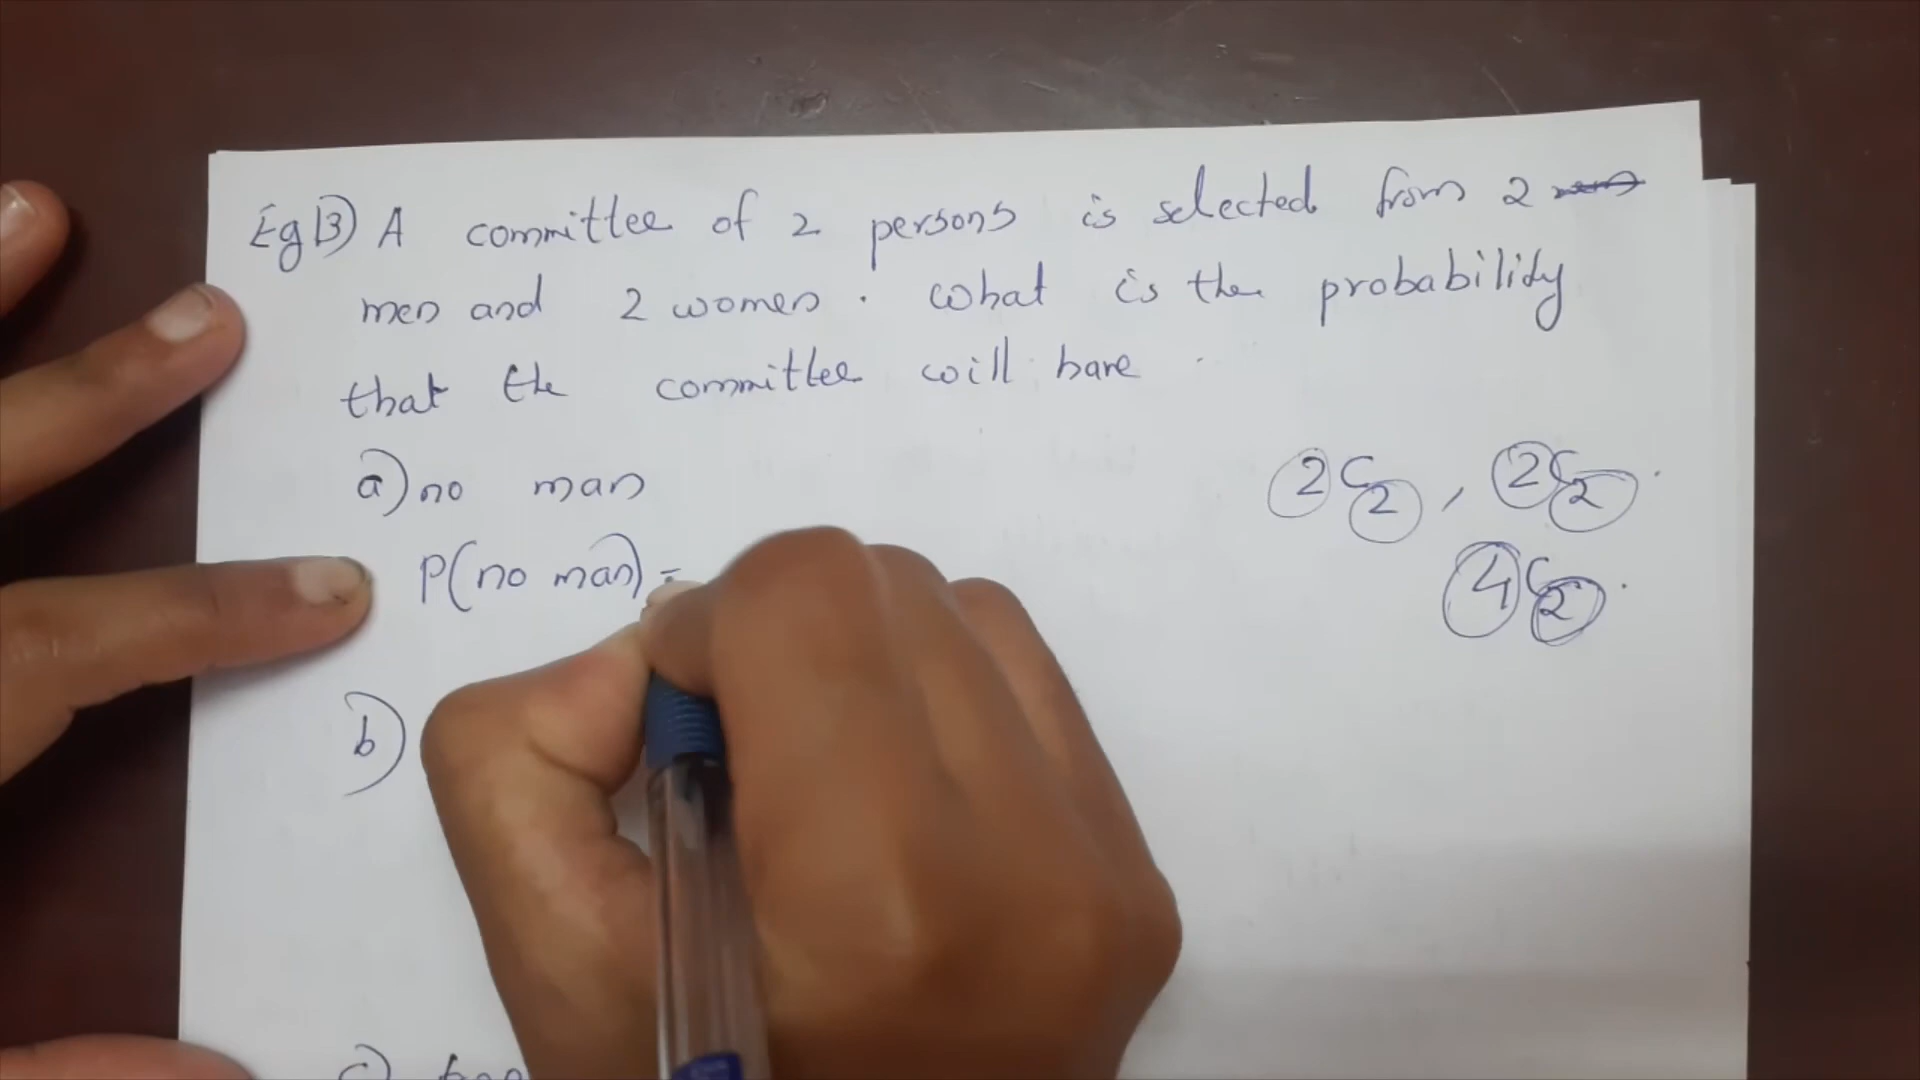 Eg 13) A committee of 2 persons is selected from 2
men and 2 women. What is the probability
that the committee will have
a) no man
2C2, 2C2.
P(no man) =
4C2.
b)
c)